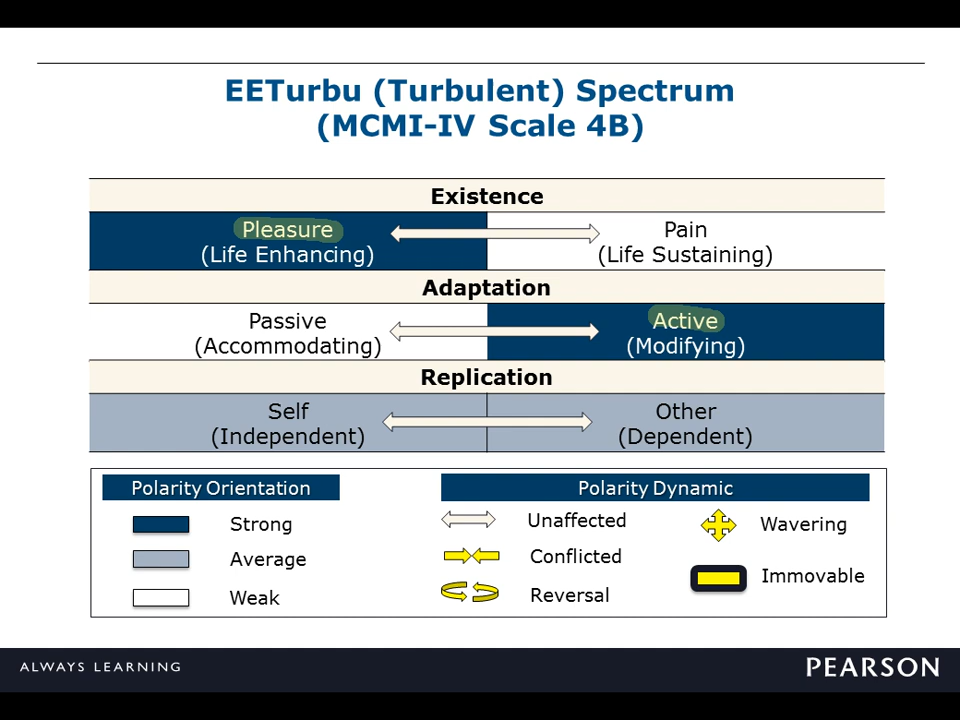 EETurbu (Turbulent) Spectrum
(MCMI-IV Scale 4B)
Existence
Pleasure
(Life Enhancing)
Pain
(Life Sustaining)
Adaptation
Passive
(Accommodating)
Active
(Modifying)
Replication
Self
(Independent)
Other
(Dependent)
Polarity Orientation
Strong
Average
Weak
Polarity Dynamic
Unaffected
Conflicted
Reversal
Wavering
Immovable
ALWAYS LEARNING
PEARSON